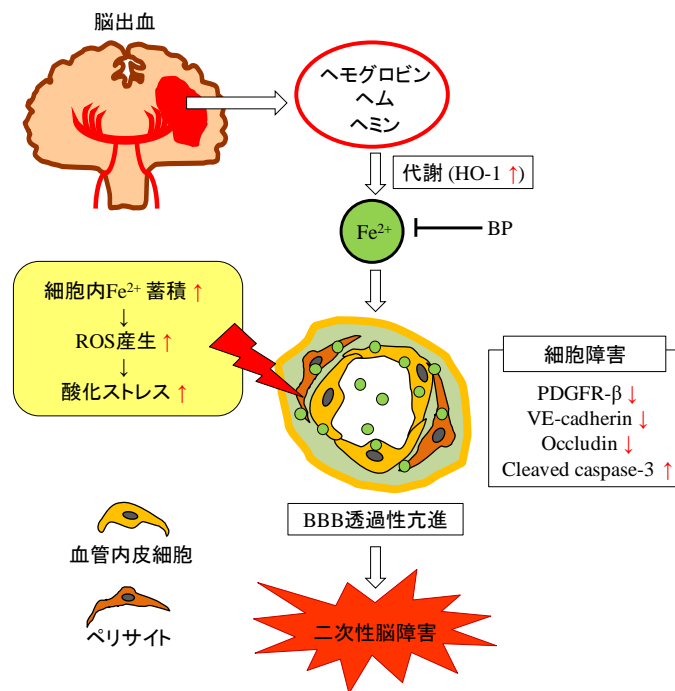 脳出血
ヘモグロビン
ヘム
ヘミン
代謝 (HO-1 ↑)
Fe²⁺
BP
細胞内Fe²⁺ 蓄積 ↑
↓
ROS産生 ↑
↓
酸化ストレス ↑
細胞障害
PDGFR-β ↓
VE-cadherin ↓
Occludin ↓
Cleaved caspase-3 ↑
BBB透過性亢進
血管内皮細胞
ペリサイト
二次性脳障害